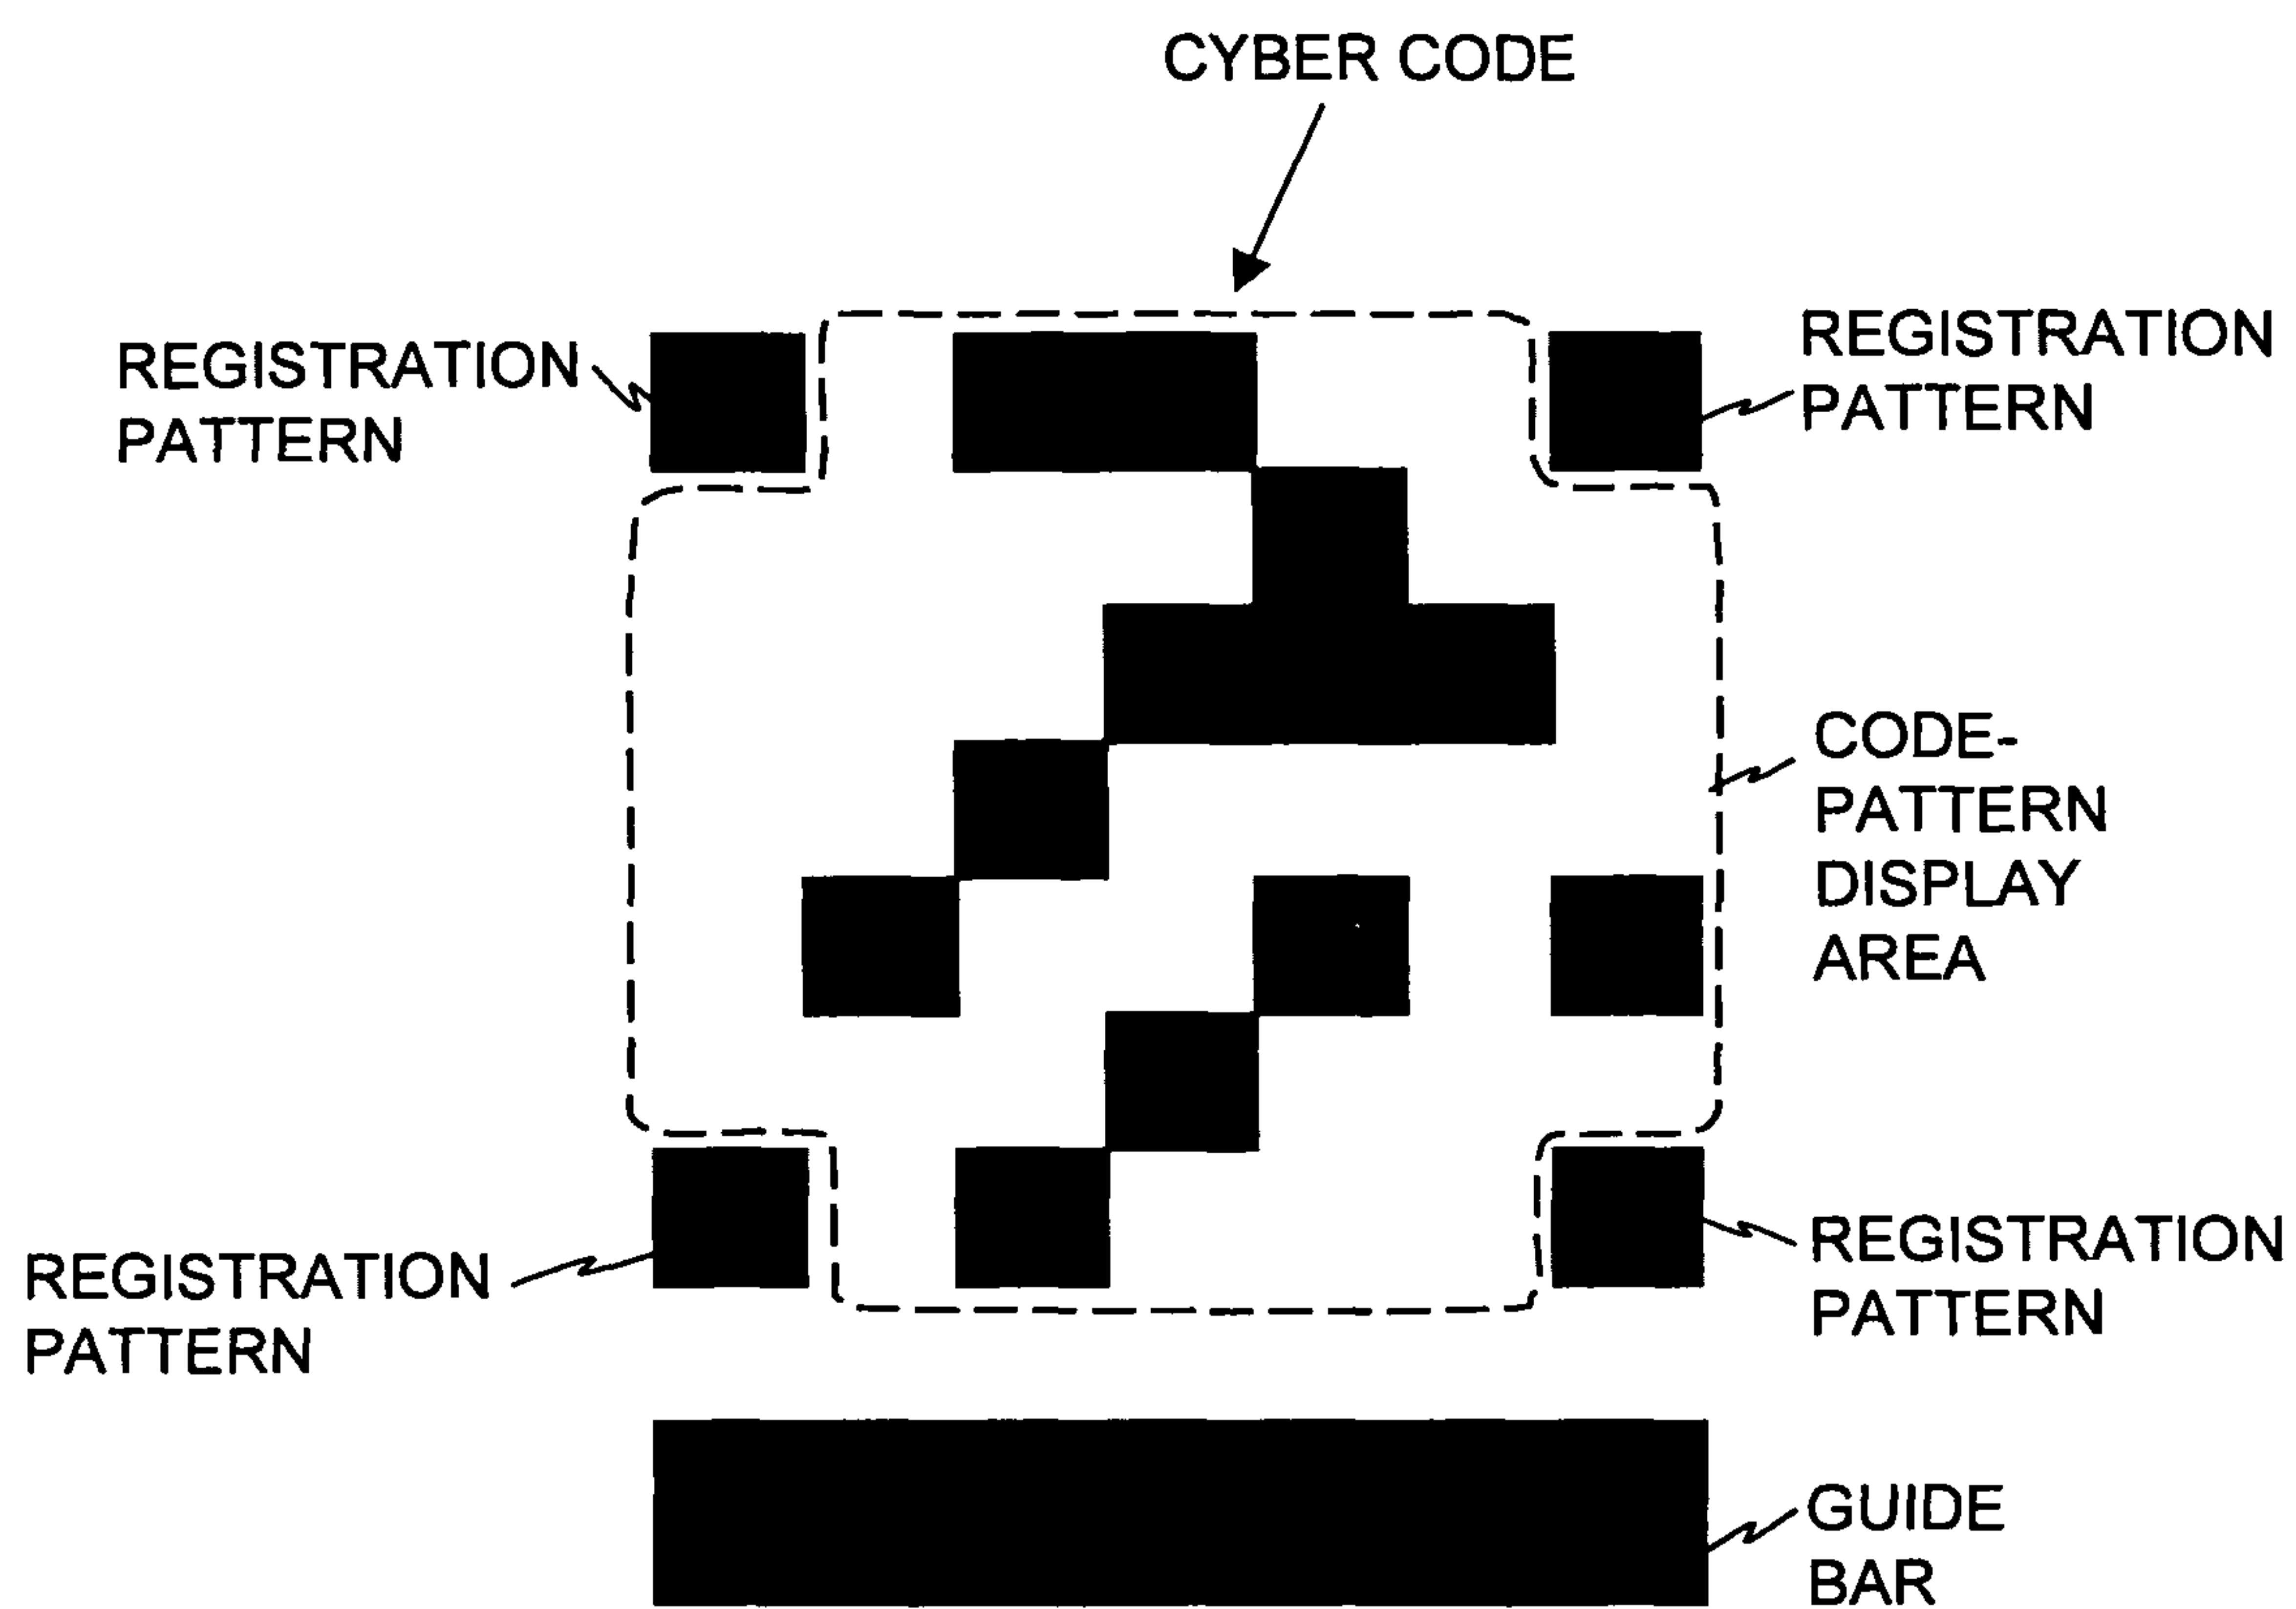 CYBER CODE
REGISTRATION
PATTERN
REGISTRATION
PATTERN
CODE-
PATTERN
DISPLAY
AREA
REGISTRATION
PATTERN
REGISTRATION
PATTERN
GUIDE
BAR